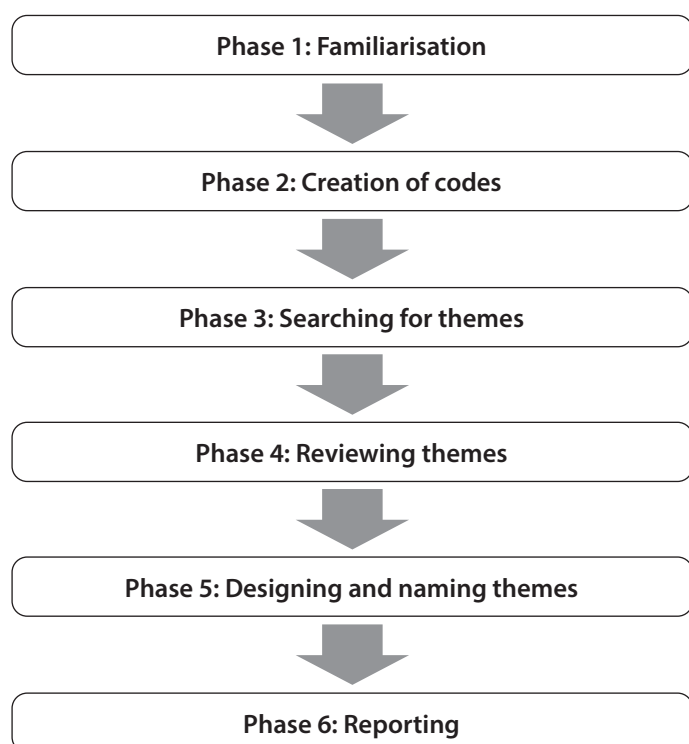 Phase 1: Familiarisation
Phase 2: Creation of codes
Phase 3: Searching for themes
Phase 4: Reviewing themes
Phase 5: Designing and naming themes
Phase 6: Reporting